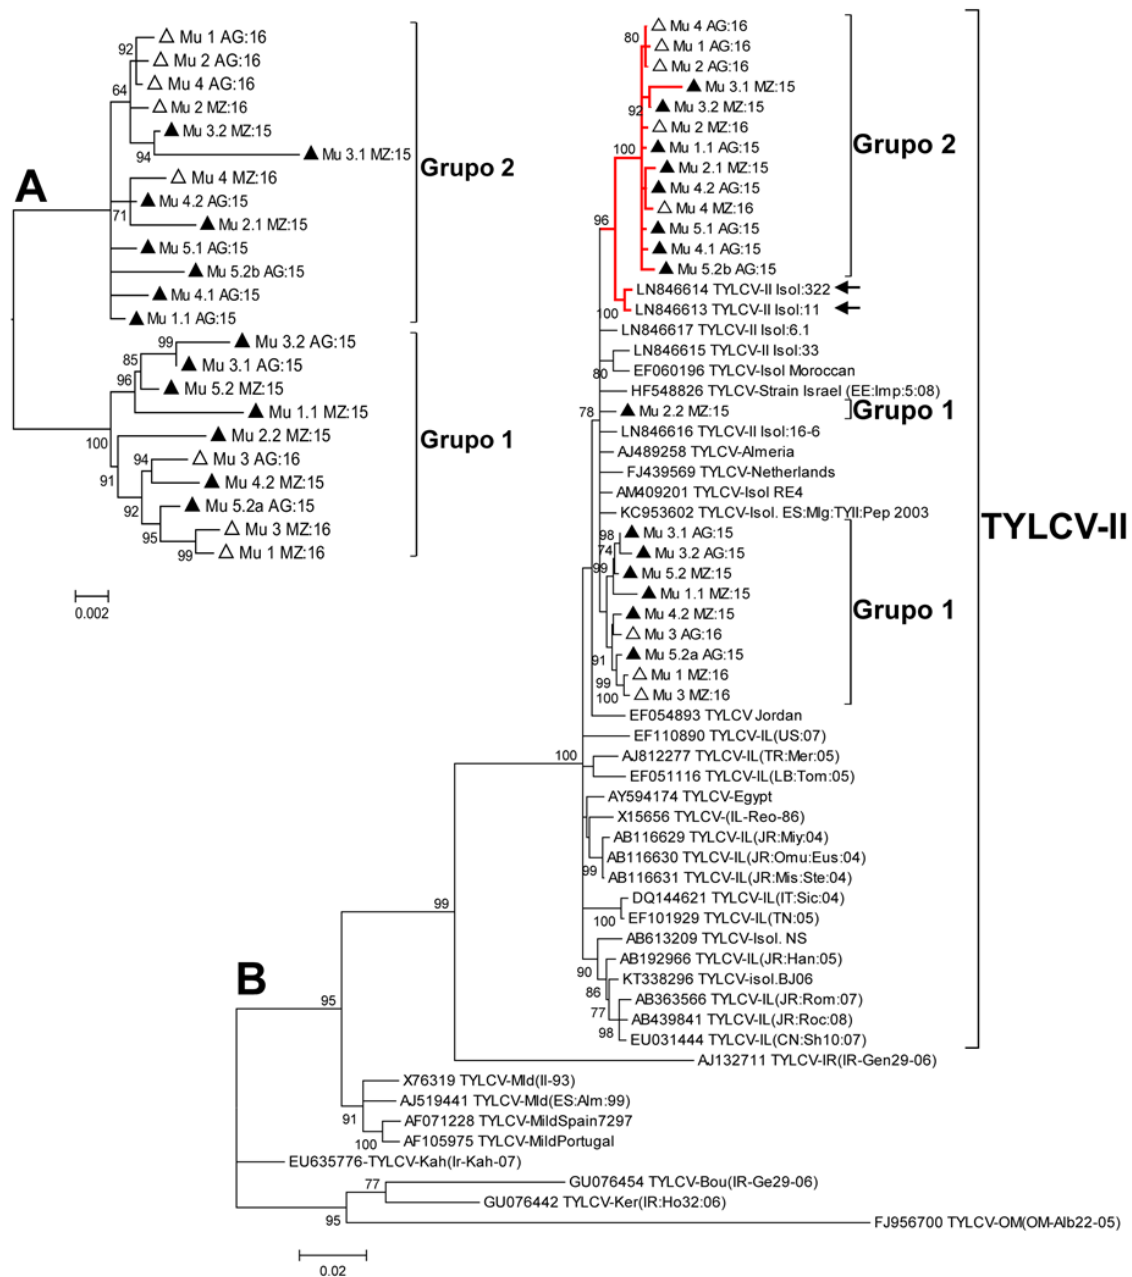 A
92
64
94
71
Mu 1 AG:16
Mu 2 AG:16
Mu 4 AG:16
Mu 2 MZ:16
Mu 3.2 MZ:15
Mu 3.1 MZ:15
Mu 4 MZ:16
Mu 4.2 AG:15
Mu 2.1 MZ:15
Mu 5.1 AG:15
Mu 5.2b AG:15
Mu 4.1 AG:15
Mu 1.1 AG:15
Grupo 2
99
85
96
100
91
94
92
95
99
Mu 3.2 AG:15
Mu 3.1 AG:15
Mu 5.2 MZ:15
Mu 1.1 MZ:15
Mu 2.2 MZ:15
Mu 3 AG:16
Mu 4.2 MZ:15
Mu 5.2a AG:15
Mu 3 MZ:16
Mu 1 MZ:16
Grupo 1
0.002
B
80
92
100
96
100
80
78
98
74
99
91
99
100
100
99
100
90
86
77
98
99
95
91
100
77
95
Mu 4 AG:16
Mu 1 AG:16
Mu 2 AG:16
Mu 3.1 MZ:15
Mu 3.2 MZ:15
Mu 2 MZ:16
Mu 1.1 AG:15
Mu 2.1 MZ:15
Mu 4.2 AG:15
Mu 4 MZ:16
Mu 5.1 AG:15
Mu 4.1 AG:15
Mu 5.2b AG:15
Grupo 2
LN846614 TYLCV-II Isol:322
LN846613 TYLCV-II Isol:11
LN846617 TYLCV-II Isol:6.1
LN846615 TYLCV-II Isol:33
EF060196 TYLCV-Isol Moroccan
HF548826 TYLCV-Strain Israel (EE:Imp:5:08)
Mu 2.2 MZ:15
Grupo 1
LN846616 TYLCV-II Isol:16-6
AJ489258 TYLCV-Almeria
FJ439569 TYLCV-Netherlands
AM409201 TYLCV-Isol RE4
KC953602 TYLCV-Isol. ES:Mlg:TYII:Pep 2003
Mu 3.1 AG:15
Mu 3.2 AG:15
Mu 5.2 MZ:15
Mu 1.1 MZ:15
Mu 4.2 MZ:15
Mu 3 AG:16
Mu 5.2a AG:15
Mu 1 MZ:16
Mu 3 MZ:16
Grupo 1
EF054893 TYLCV Jordan
EF110890 TYLCV-IL(US:07)
AJ812277 TYLCV-IL(TR:Mer:05)
EF051116 TYLCV-IL(LB:Tom:05)
AY594174 TYLCV-Egypt
X15656 TYLCV-(IL-Reo-86)
AB116629 TYLCV-IL(JR:Miy:04)
AB116630 TYLCV-IL(JR:Omu:Eus:04)
AB116631 TYLCV-IL(JR:Mis:Ste:04)
DQ144621 TYLCV-IL(IT:Sic:04)
EF101929 TYLCV-IL(TN:05)
AB613209 TYLCV-Isol. NS
AB192966 TYLCV-IL(JR:Han:05)
KT338296 TYLCV-isol.BJ06
AB363566 TYLCV-IL(JR:Rom:07)
AB439841 TYLCV-IL(JR:Roc:08)
EU031444 TYLCV-IL(CN:Sh10:07)
TYLCV-II
AJ132711 TYLCV-IR(IR-Gen29-06)
X76319 TYLCV-Mld(Il-93)
AJ519441 TYLCV-Mld(ES:Alm:99)
AF071228 TYLCV-MildSpain7297
AF105975 TYLCV-MildPortugal
EU635776-TYLCV-Kah(Ir-Kah-07)
GU076454 TYLCV-Bou(IR-Ge29-06)
GU076442 TYLCV-Ker(IR:Ho32:06)
FJ956700 TYLCV-OM(OM-Alb22-05)
0.02